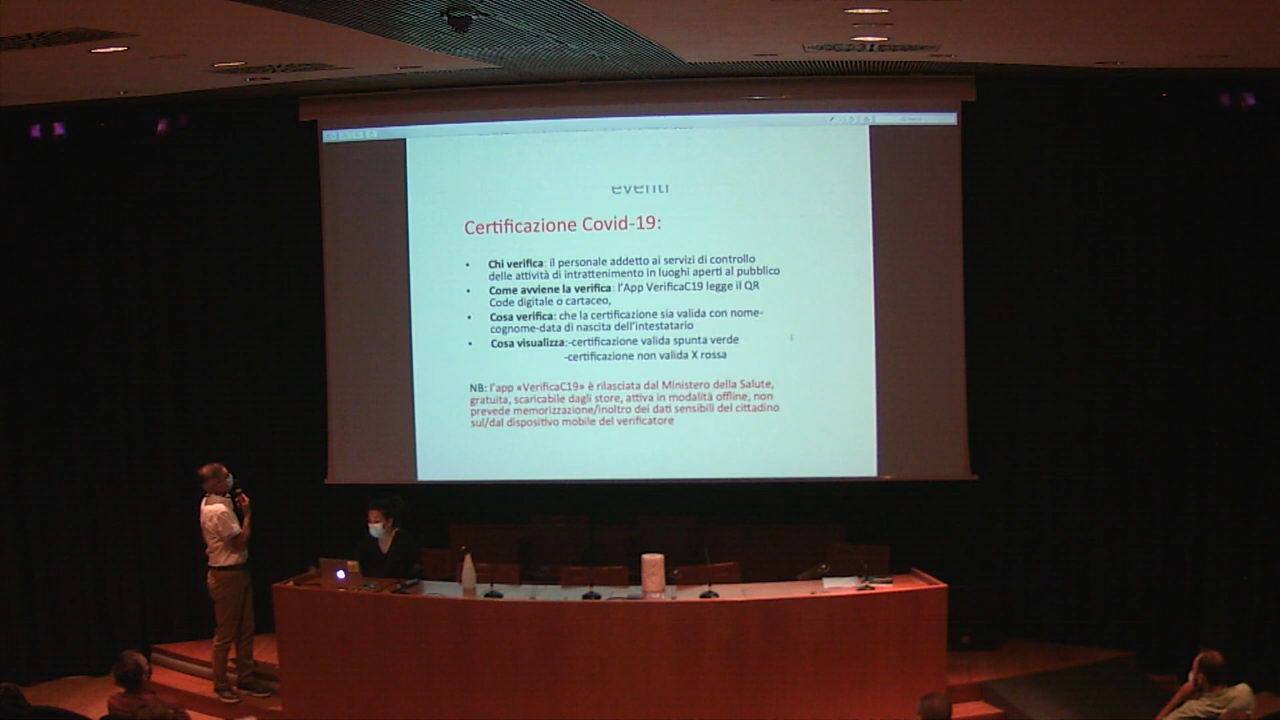 eventi
Certificazione Covid-19:
• Chi verifica: il personale addetto ai servizi di controllo
delle attività di intrattenimento in luoghi aperti al pubblico
• Come avviene la verifica: l'App VerificaC19 legge il QR
Code digitale o cartaceo,
• Cosa verifica: che la certificazione sia valida con nome-
cognome-data di nascita dell'intestatario
• Cosa visualizza:-certificazione valida spunta verde
-certificazione non valida X rossa
NB: l'app «VerificaC19» è rilasciata dal Ministero della Salute,
gratuita, scaricabile dagli store, attiva in modalità offline, non
prevede memorizzazione/inoltro dei dati sensibili del cittadino
sul/dal dispositivo mobile del verificatore